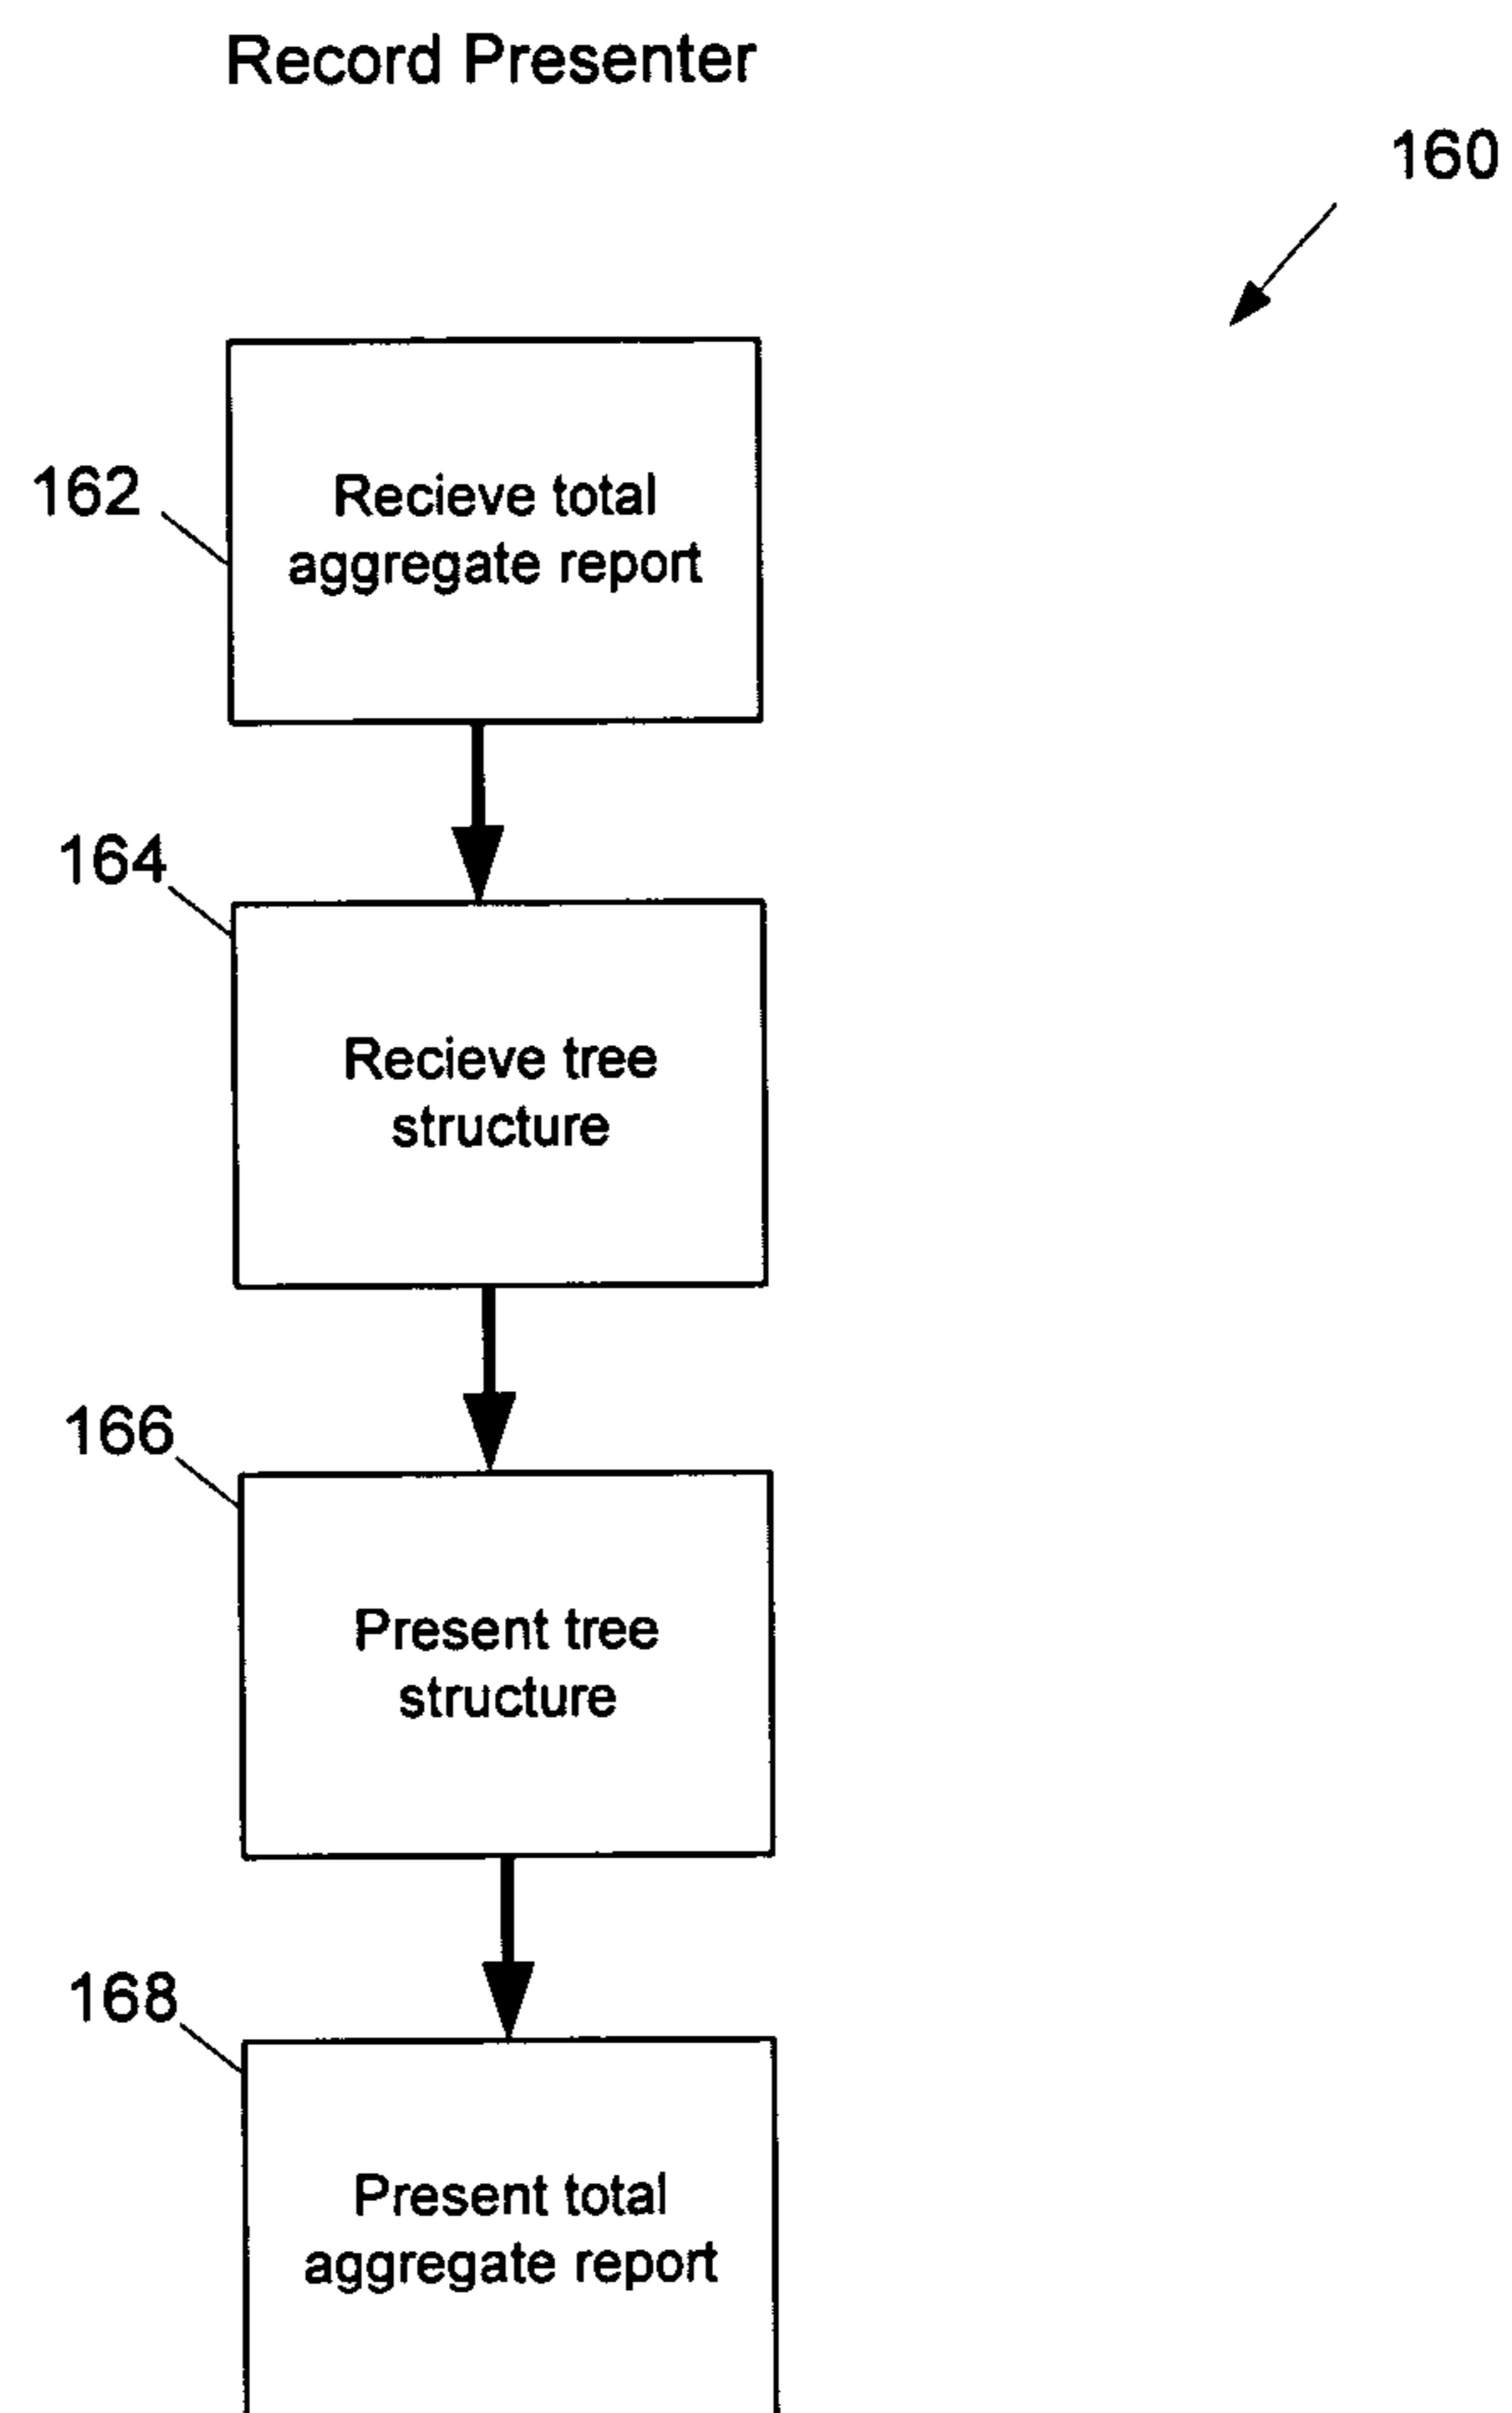 Record Presenter
160
162
Recieve total
aggregate report
164
Recieve tree
structure
166
Present tree
structure
168
Present total
aggregate report